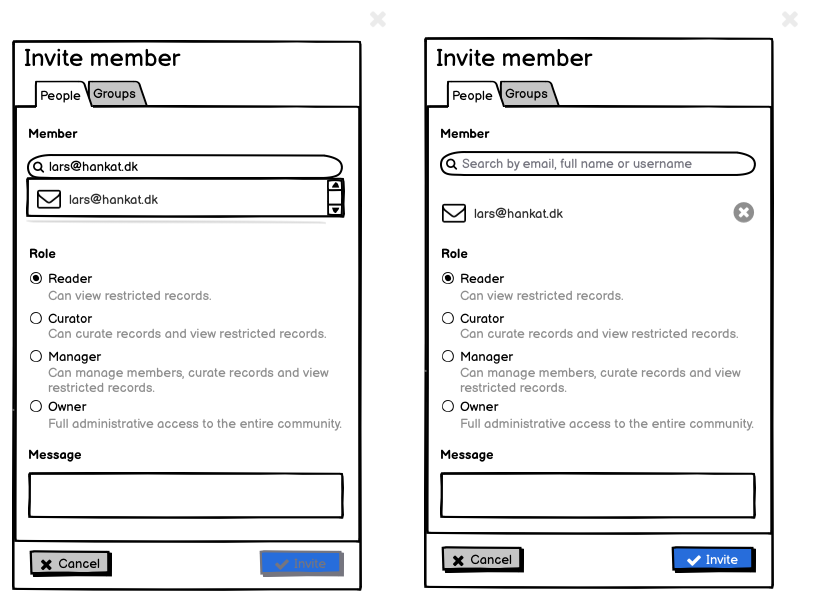 Invite member
People
Groups
Member
lars@hankat.dk
lars@hankat.dk
Role
Reader
Can view restricted records.
Curator
Can curate records and view restricted records.
Manager
Can manage members, curate records and view
restricted records.
Owner
Full administrative access to the entire community.
Message
Cancel
Invite
Invite member
People
Groups
Member
Search by email, full name or username
lars@hankat.dk
Role
Reader
Can view restricted records.
Curator
Can curate records and view restricted records.
Manager
Can manage members, curate records and view
restricted records.
Owner
Full administrative access to the entire community.
Message
Cancel
Invite